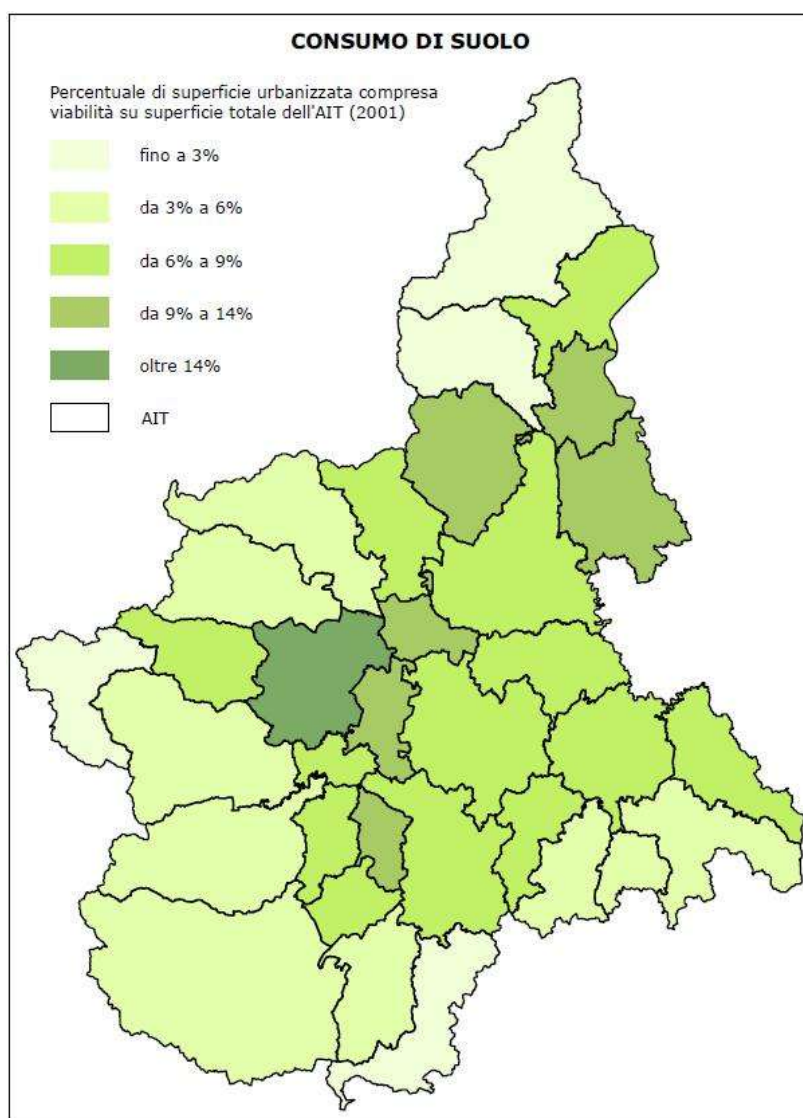 CONSUMO DI SUOLO
Percentuale di superficie urbanizzata compresa
viabilità su superficie totale dell'AIT (2001)
fino a 3%
da 3% a 6%
da 6% a 9%
da 9% a 14%
oltre 14%
AIT